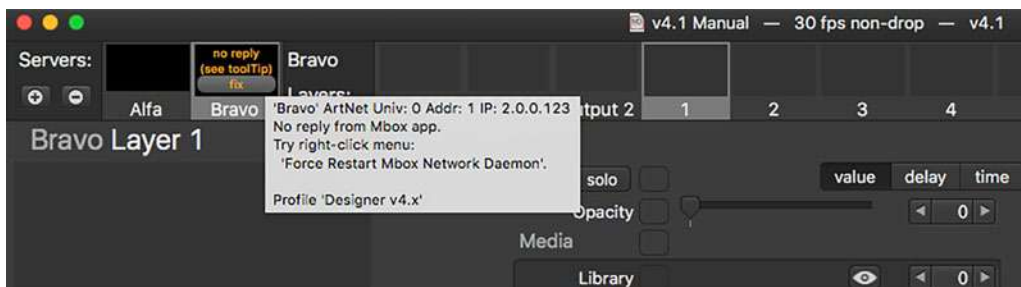 v4.1 Manual — 30 fps non-drop — v4.1
Servers:
no reply
(see toolTip)
fix
Bravo
Layers:
Alfa
Bravo
tput 2
1
2
3
4
'Bravo' ArtNet Univ: 0 Addr: 1 IP: 2.0.0.123
No reply from Mbox app.
Try right-click menu:
'Force Restart Mbox Network Daemon'.
Profile 'Designer v4.x'
Bravo Layer 1
solo
value
delay
time
Opacity
0
Media
Library
0